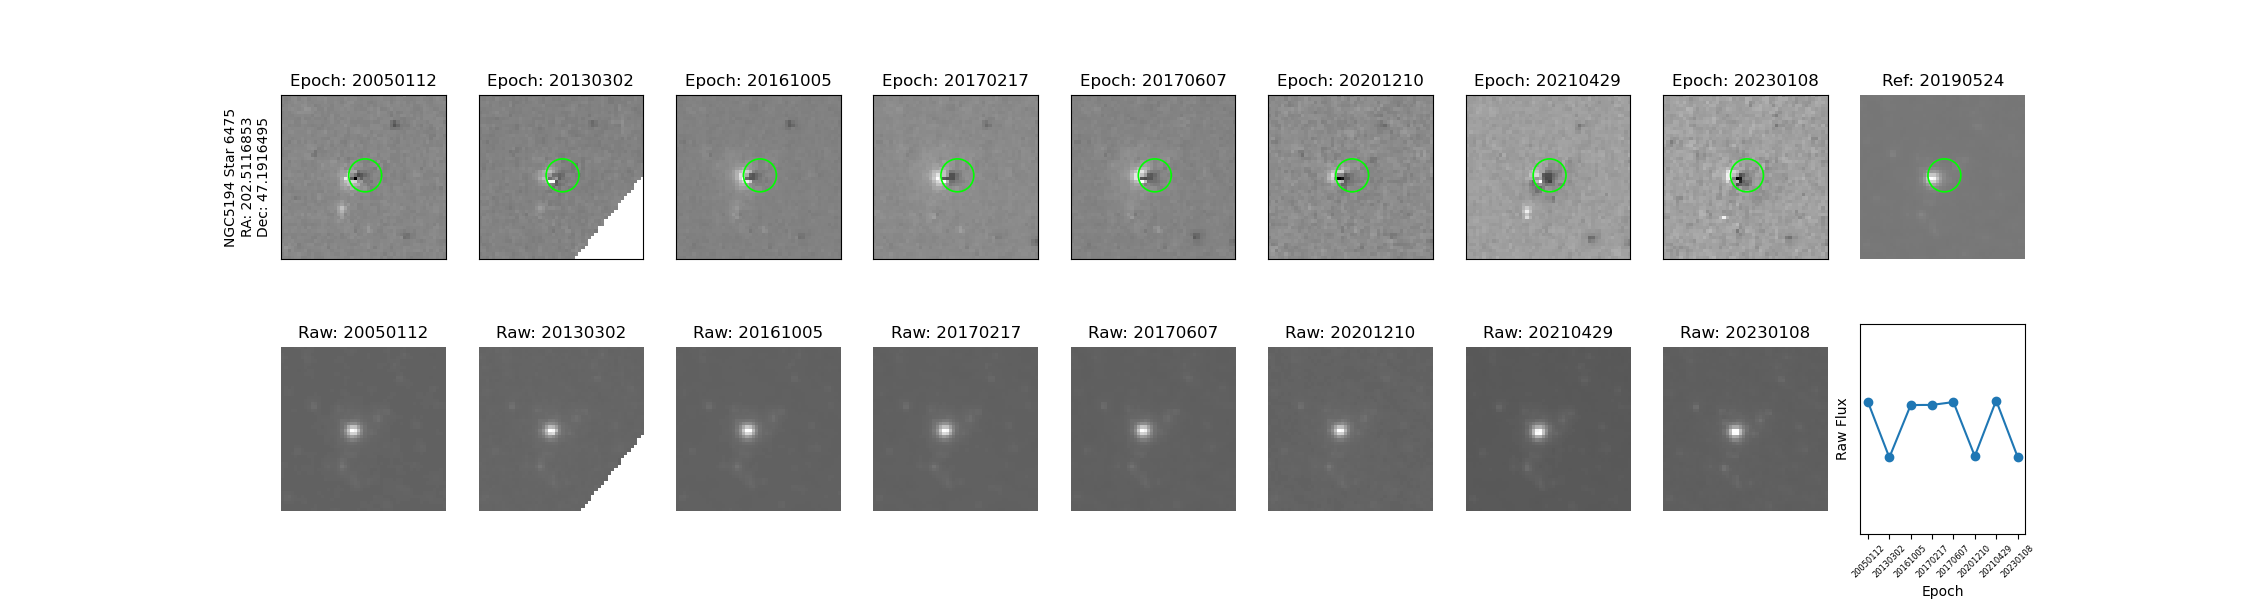 Epoch: 20050112
Epoch: 20130302
Epoch: 20161005
Epoch: 20170217
Epoch: 20170607
Epoch: 20201210
Epoch: 20210429
Epoch: 20230108
Ref: 20190524
NGC5194 Star 6475
RA: 202.5116853
Dec: 47.1916495
Raw: 20050112
Raw: 20130302
Raw: 20161005
Raw: 20170217
Raw: 20170607
Raw: 20201210
Raw: 20210429
Raw: 20230108
Raw Flux
20050112
20130302
20161005
20170217
20170607
20201210
20210429
20230108
Epoch